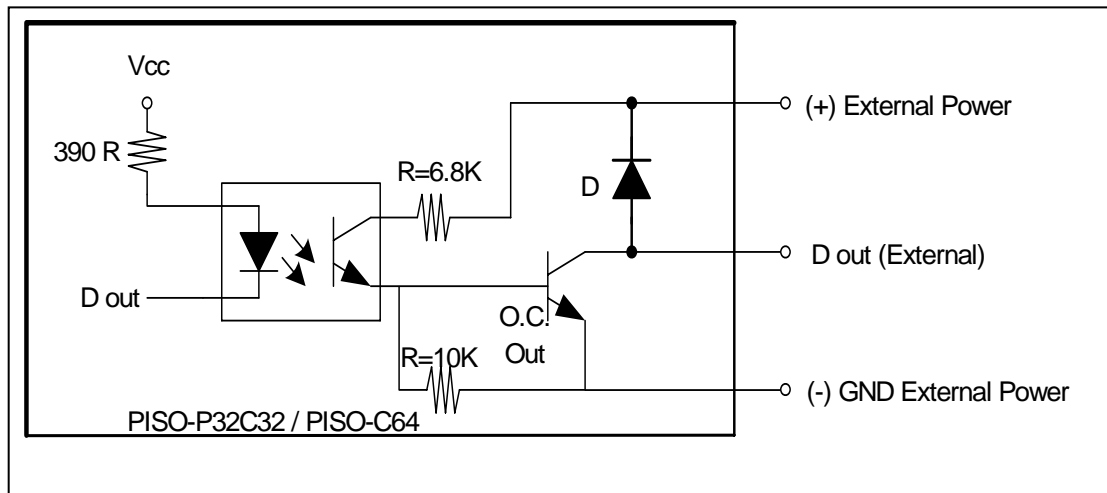 Vcc
390 R
R=6.8K
D
(+) External Power
D out (External)
D out
O.C.
Out
R=10K
(-) GND External Power
PISO-P32C32 / PISO-C64